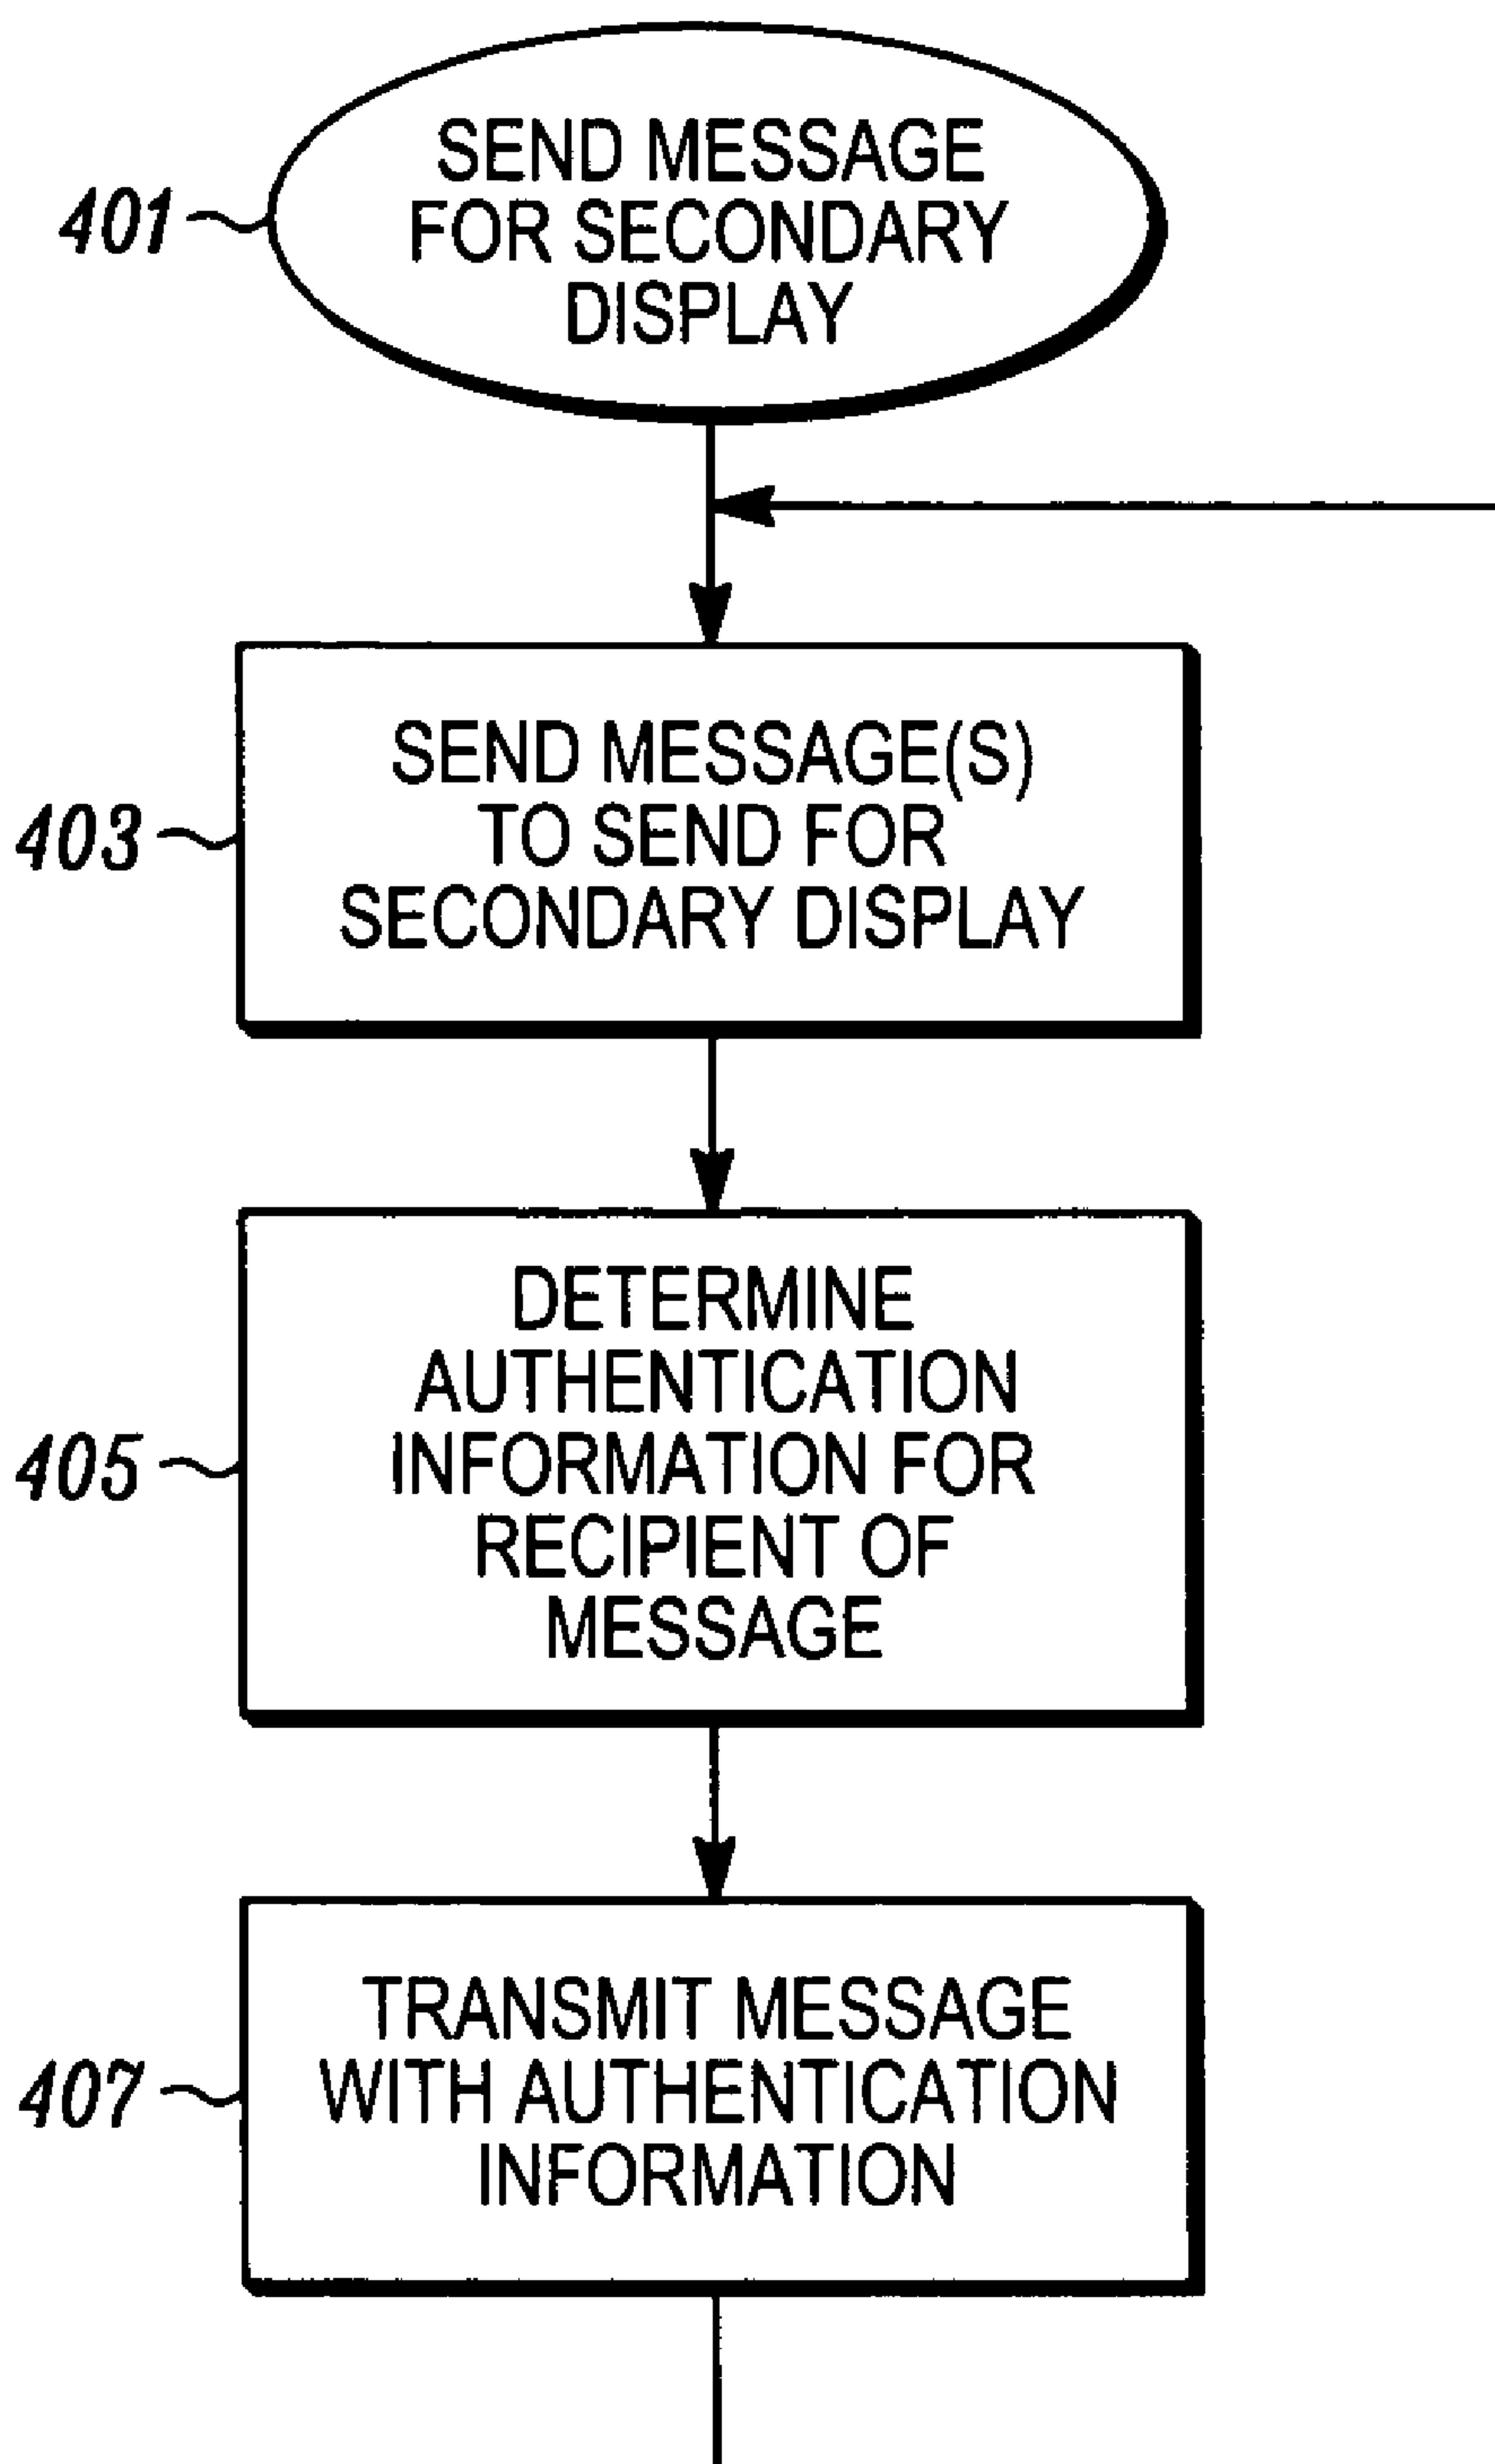 401
SEND MESSAGE
FOR SECONDARY
DISPLAY
403
SEND MESSAGE(S)
TO SEND FOR
SECONDARY DISPLAY
405
DETERMINE
AUTHENTICATION
INFORMATION FOR
RECIPIENT OF
MESSAGE
407
TRANSMIT MESSAGE
WITH AUTHENTICATION
INFORMATION